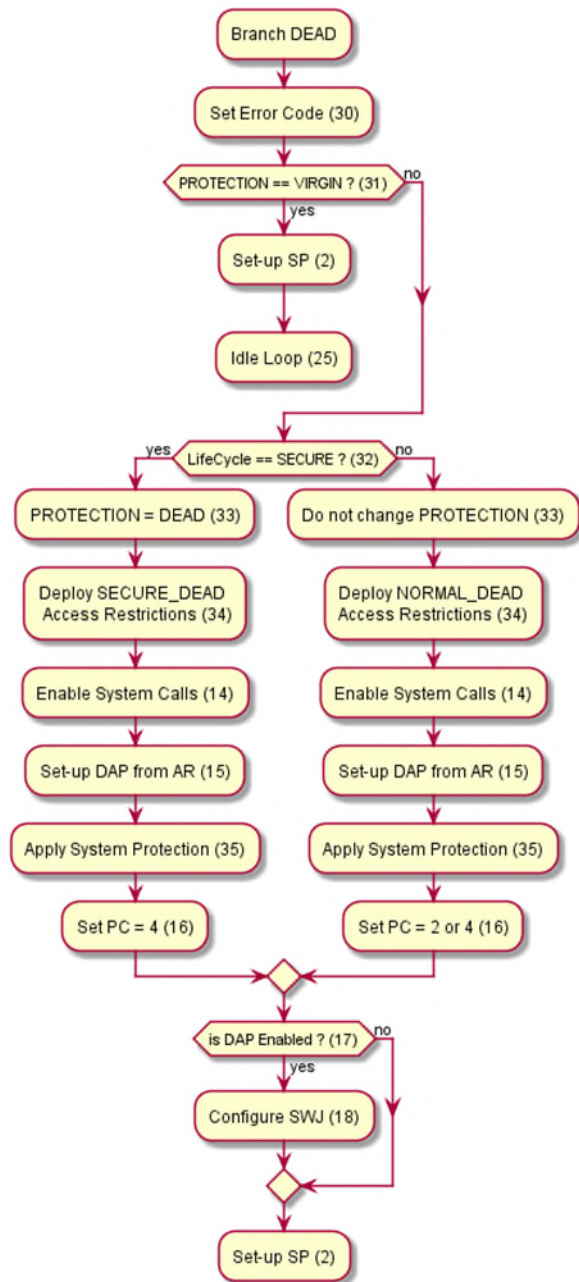 Branch DEAD
Set Error Code (30)
PROTECTION == VIRGIN ? (31)
no
yes
Set-up SP (2)
Idle Loop (25)
yes
LifeCycle == SECURE ? (32)
no
PROTECTION = DEAD (33)
Do not change PROTECTION (33)
Deploy SECURE_DEAD
Access Restrictions (34)
Deploy NORMAL_DEAD
Access Restrictions (34)
Enable System Calls (14)
Enable System Calls (14)
Set-up DAP from AR (15)
Set-up DAP from AR (15)
Apply System Protection (35)
Apply System Protection (35)
Set PC = 4 (16)
Set PC = 2 or 4 (16)
is DAP Enabled ? (17)
no
yes
Configure SWJ (18)
Set-up SP (2)